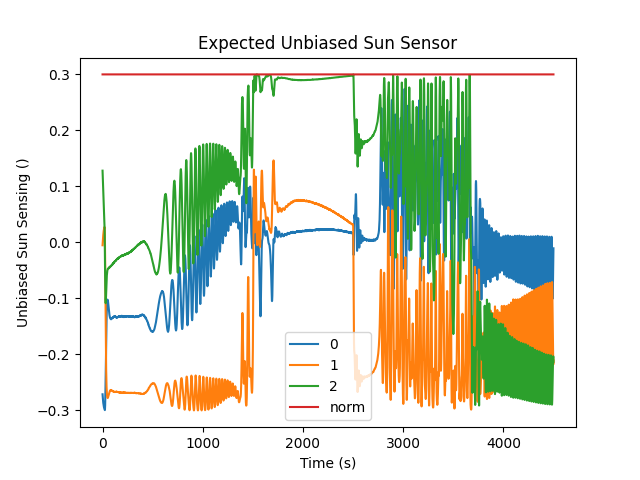 Expected Unbiased Sun Sensor
Unbiased Sun Sensing ()
0.3
0.2
0.1
0.0
−0.1
−0.2
−0.3
0
1
2
norm
0 1000 2000 3000 4000
Time (s)